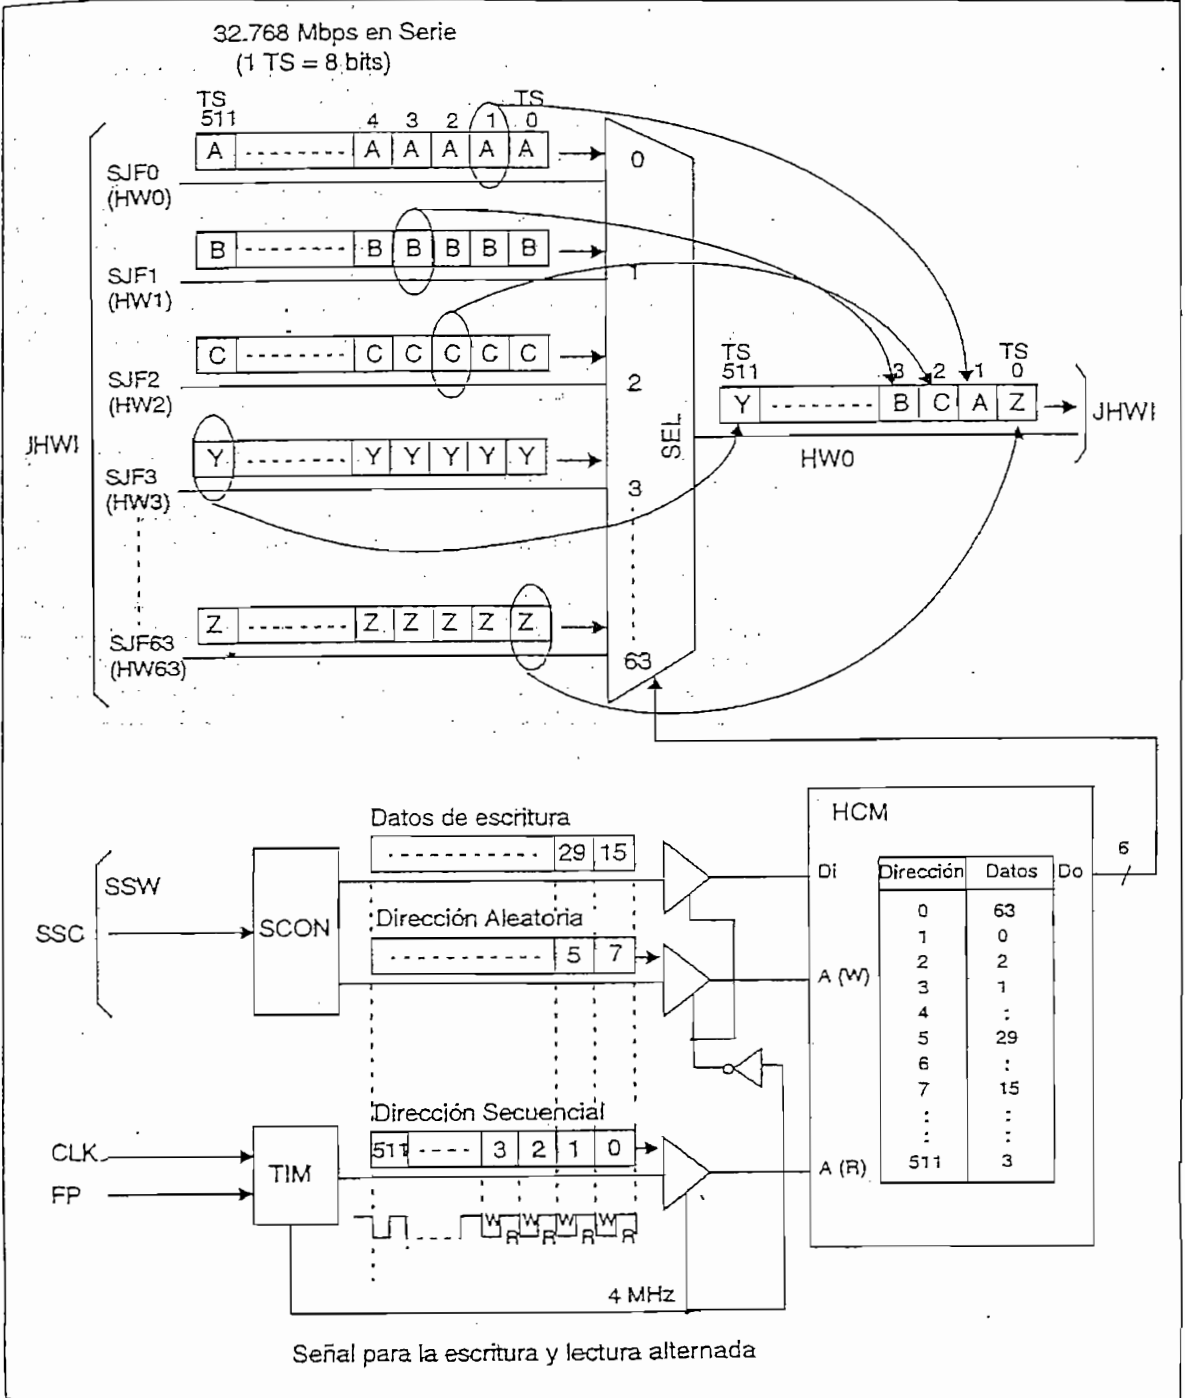 32.768 Mbps en Serie
(1 TS = 8 bits)
TS TS
511 4 3 2 1 0
A -------- A A A A A
0
SJF0
(HW0)
B -------- B B B B B
1
SJF1
(HW1)
C -------- C C C C C
2
SJF2
(HW2)
TS TS
511 3 2 1 0
Y -------- B C A Z
JHWI
HW0
SEL
JHWI
Y -------- Y Y Y Y Y
3
SJF3
(HW3)
Z -------- Z Z Z Z Z
63
SJF63
(HW63)
Datos de escritura
---------- 29 15
HCM
6
SSW
SSC
SCON
Di
Dirección Datos
Do
0 63
1 0
2 2
3 1
4 :
5 29
6 :
7 15
: :
: :
511 3
Dirección Aleatoria
---------- 5 7
A (W)
Dirección Secuencial
511 ---- 3 2 1 0
CLK
FP
TIM
A (R)
W R W R W R W R
4 MHz
Señal para la escritura y lectura alternada